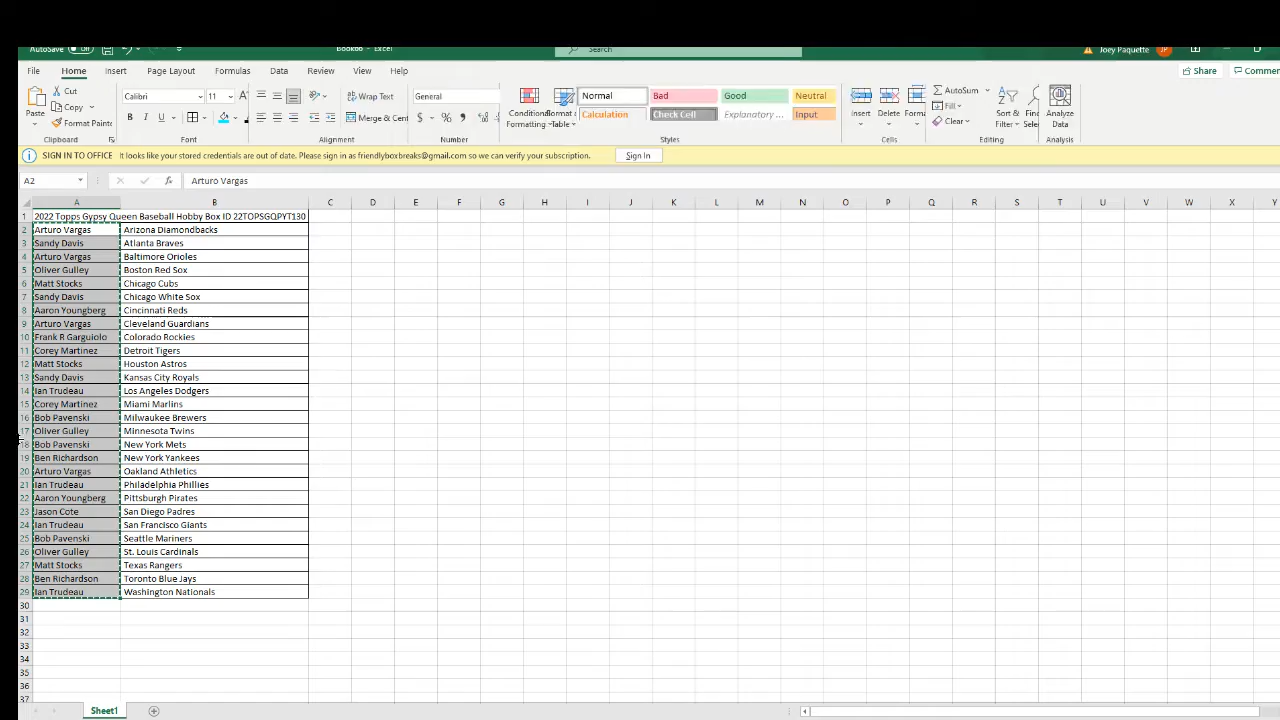 AutoSave
Book60 - Excel
Search
Joey Paquette
JP
File Home Insert Page Layout Formulas Data Review View Help
Share Commen
Paste
Cut
Copy
Format Painte
Clipboard
Calibri 11
B I U
Font
Wrap Text
Merge & Cent
Alignment
General
$ % ,
Number
Conditional
Formatting
Format as
Table
Normal Bad Good Neutral
Calculation Check Cell Explanatory ... Input
Styles
Insert Delete Forma
Cells
AutoSum
Fill
Clear
Sort &
Filter
Fin
Sele
Editing
Analyze
Data
Analysis
SIGN IN TO OFFICE It looks like your stored credentials are out of date. Please sign in as friendlyboxbreaks@gmail.com so we can verify your subscription. Sign In
A2 fx Arturo Vargas
A B C D E F G H I J K L M N O P Q R S T U V W X Y
1 2022 Topps Gypsy Queen Baseball Hobby Box ID 22TOPSGQPYT130
2 Arturo Vargas Arizona Diamondbacks
3 Sandy Davis Atlanta Braves
4 Arturo Vargas Baltimore Orioles
5 Oliver Gulley Boston Red Sox
6 Matt Stocks Chicago Cubs
7 Sandy Davis Chicago White Sox
8 Aaron Youngberg Cincinnati Reds
9 Arturo Vargas Cleveland Guardians
10 Frank R Garguiolo Colorado Rockies
11 Corey Martinez Detroit Tigers
12 Matt Stocks Houston Astros
13 Sandy Davis Kansas City Royals
14 Ian Trudeau Los Angeles Dodgers
15 Corey Martinez Miami Marlins
16 Bob Pavenski Milwaukee Brewers
17 Oliver Gulley Minnesota Twins
18 Bob Pavenski New York Mets
19 Ben Richardson New York Yankees
20 Arturo Vargas Oakland Athletics
21 Ian Trudeau Philadelphia Phillies
22 Aaron Youngberg Pittsburgh Pirates
23 Jason Cote San Diego Padres
24 Ian Trudeau San Francisco Giants
25 Bob Pavenski Seattle Mariners
26 Oliver Gulley St. Louis Cardinals
27 Matt Stocks Texas Rangers
28 Ben Richardson Toronto Blue Jays
29 Ian Trudeau Washington Nationals
30
31
32
33
34
35
36
37
Sheet1